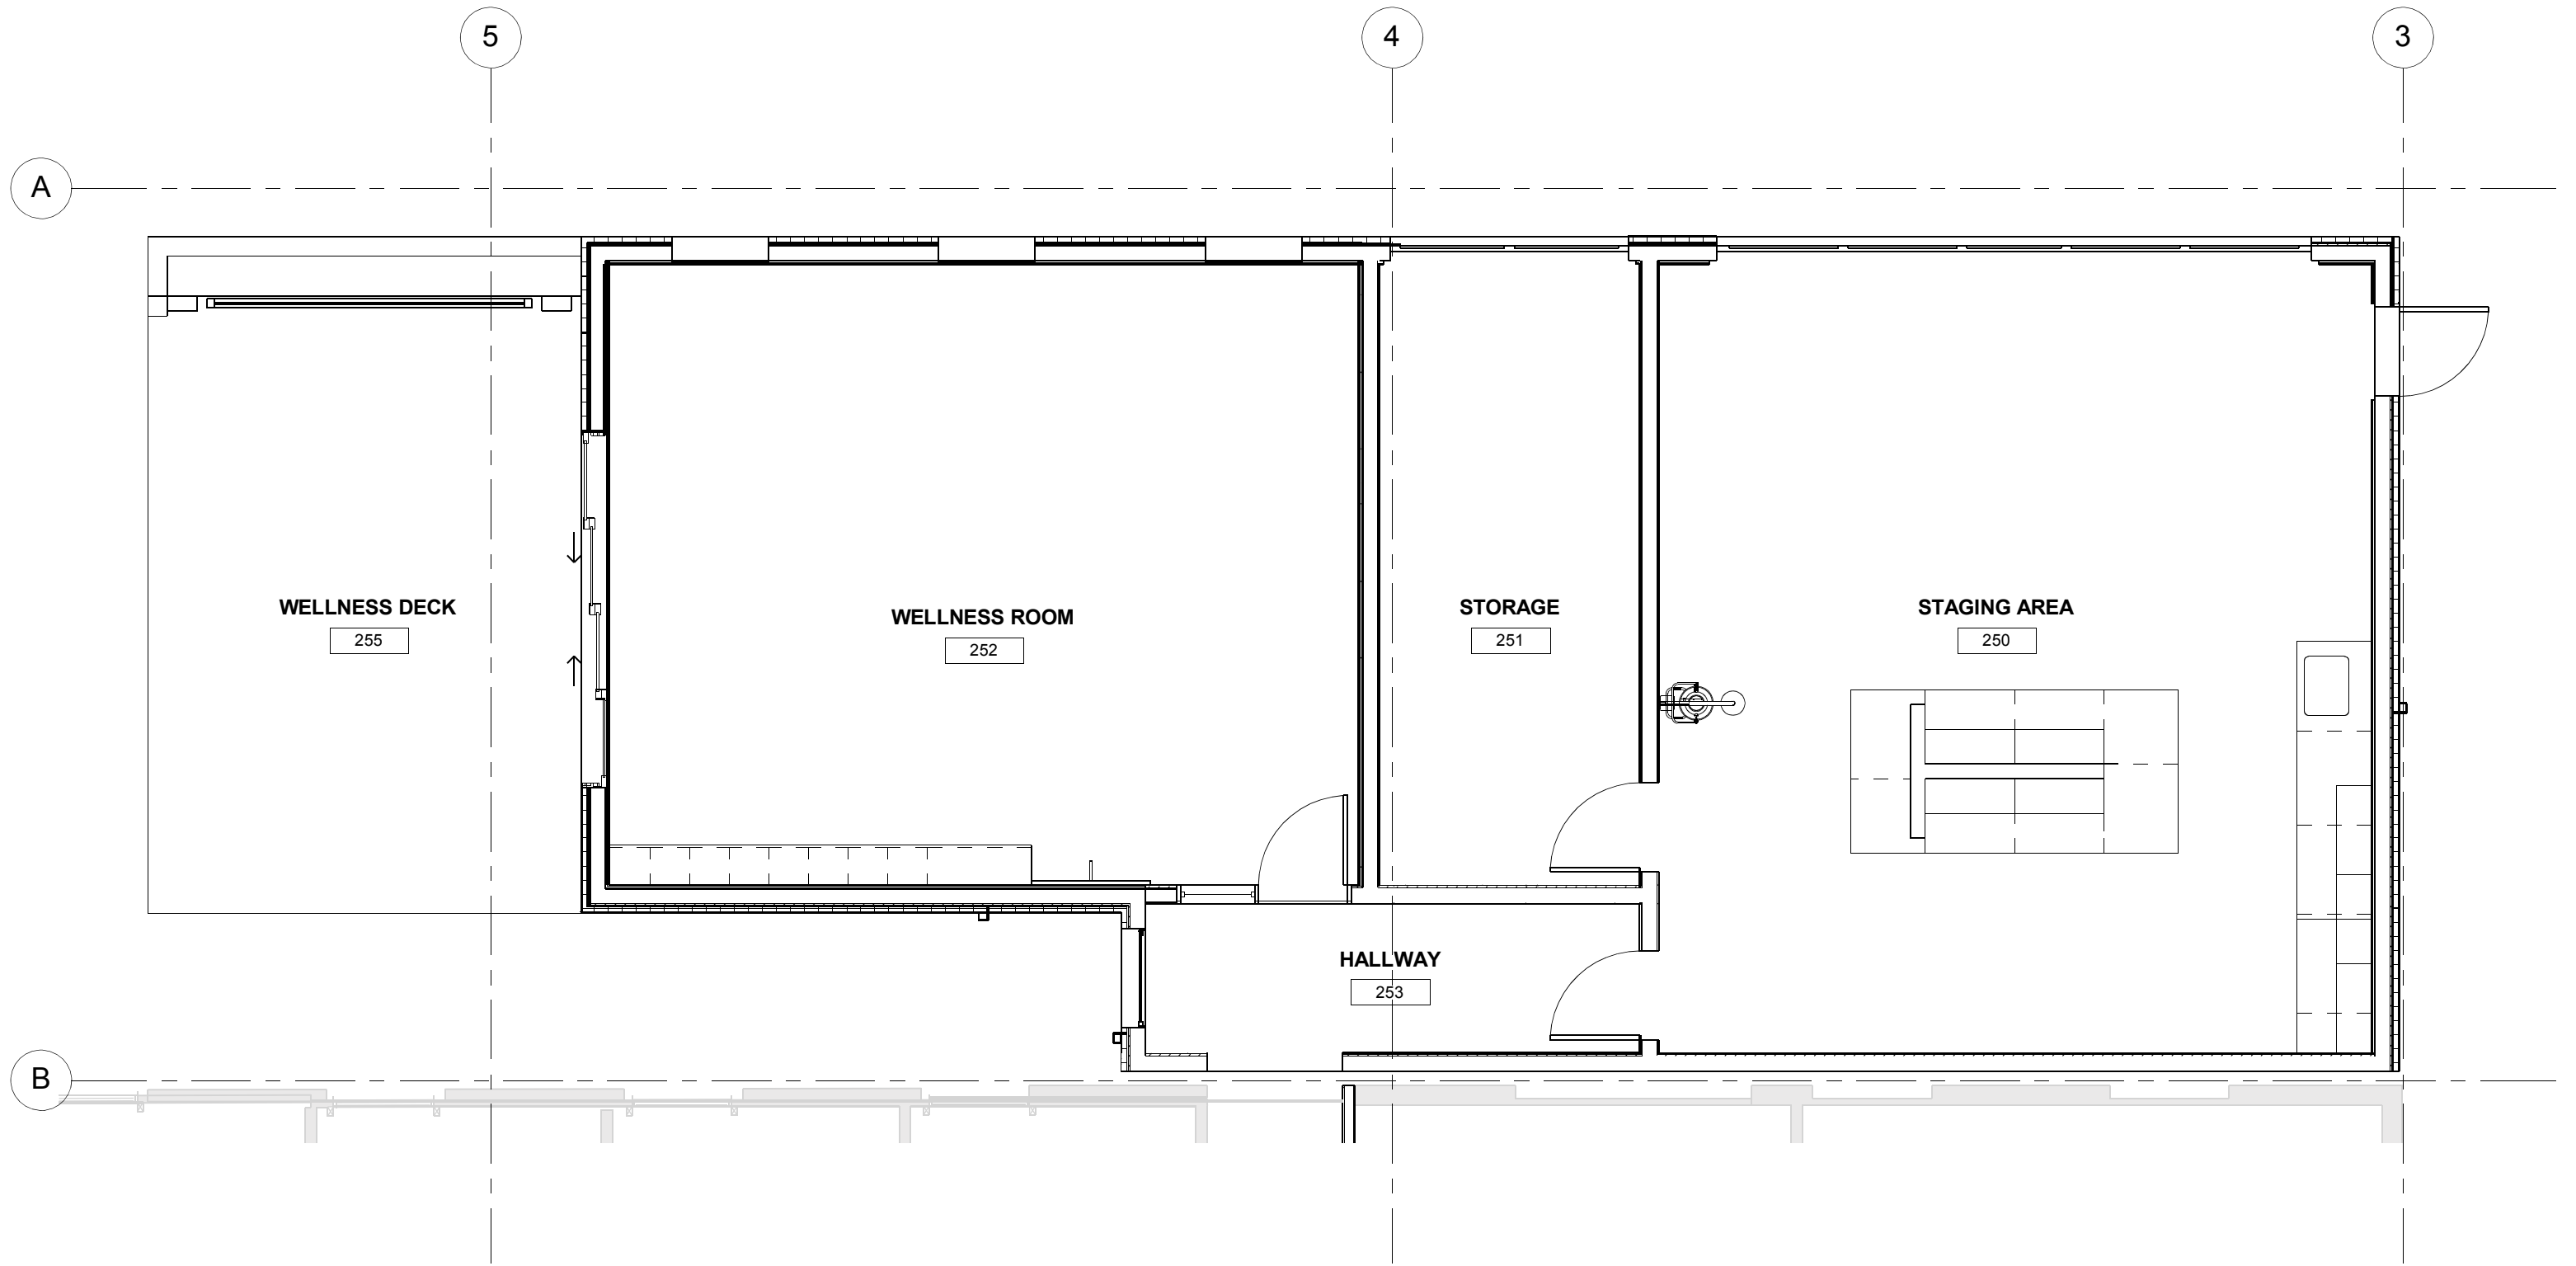 5
4
3
A
WELLNESS DECK
255
WELLNESS ROOM
252
STORAGE
251
STAGING AREA
250
HALLWAY
253
B